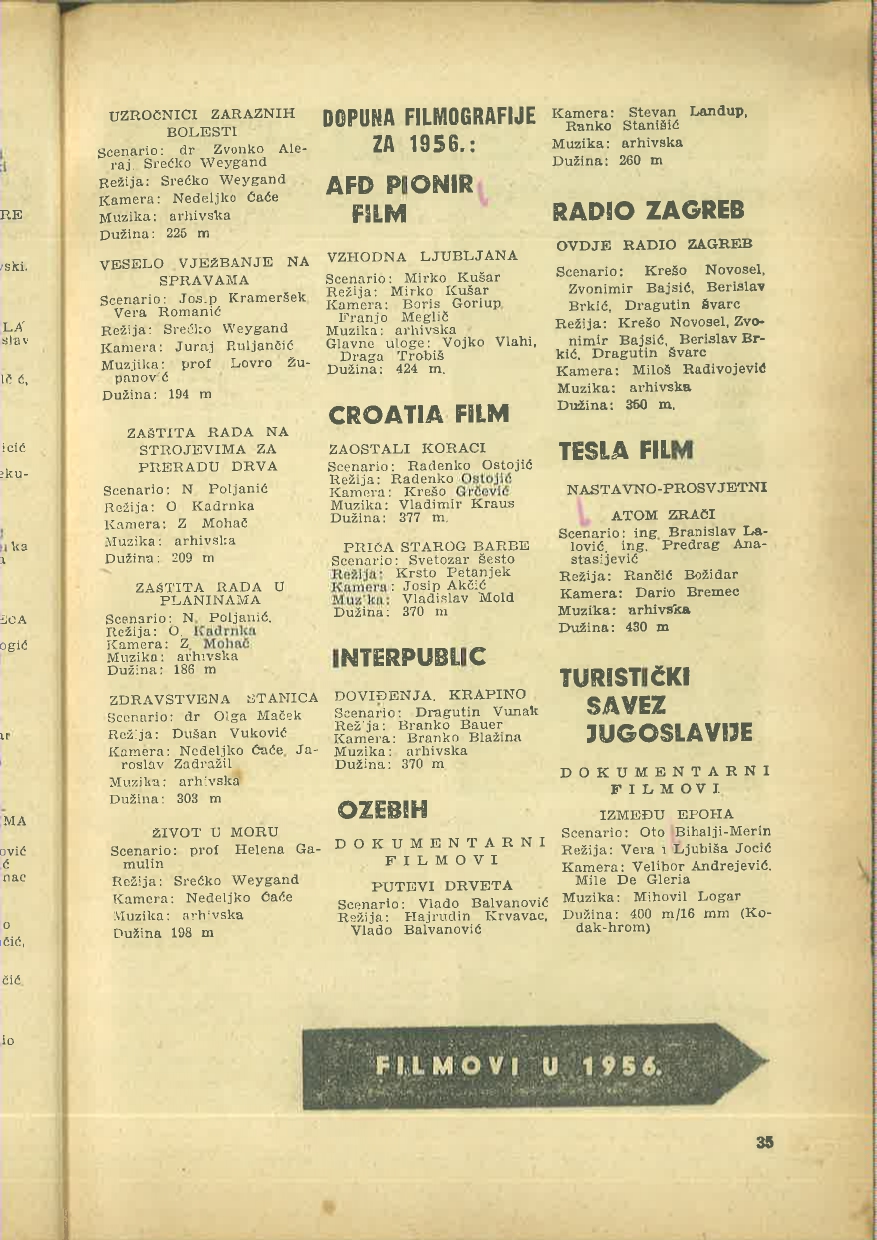 UZROČNICI ZARAZNIH
BOLESTI
Scenario: dr Zvonko Ale-
raj Srećko Weygand
Režija: Srećko Weygand
Kamera: Nedeljko Ćaće
Muzika: arhivska
Dužina: 225 m
VESELO VJEŽBANJE NA
SPRAVAMA
Scenario: Jos.p Krameršek
Vera Romanić
Režija: Srećko Weygand
Kamera: Juraj Ruljančić
Muzjika: prof Lovro Žu-
panov ć
Dužina: 194 m
ZAŠTITA RADA NA
STROJEVIMA ZA
PRERADU DRVA
Scenario: N. Poljanić
Režija: O Kadrnka
Kamera: Z Mohač
Muzika: arhivska
Dužina: 209 m
ZAŠTITA RADA U
PLANINAMA
Scenario: N. Poljanić.
Režija: O. Kadrnka
Kamera: Z. Mohač
Muzika: arhivska
Dužina: 186 m
ZDRAVSTVENA STANICA
Scenario: dr Olga Maček
Režija: Dušan Vuković
Kamera: Nedeljko Ćaće, Ja-
roslav Zadražil
Muzika: arhivska
Dužina: 303 m
ŽIVOT U MORU
Scenario: prof Helena Ga-
mulin
Režija: Srećko Weygand
Kamera: Nedeljko Ćaće
Muzika: arhivska
Dužina 198 m
DOPUNA FILMOGRAFIJE
ZA 1956.:
AFD PIONIR
FILM
VZHODNA LJUBLJANA
Scenario: Mirko Kušar
Režija: Mirko Kušar
Kamera: Boris Goriup,
Franjo Meglič
Muzika: arhivska
Glavne uloge: Vojko Vlahi,
Draga Trobiš
Dužina: 424 m.
CROATIA FILM
ZAOSTALI KORACI
Scenario: Radenko Ostojić
Režija: Radenko Ostojić
Kamera: Krešo Grčević
Muzika: Vladimir Kraus
Dužina: 377 m.
PRIČA STAROG BARBE
Scenario: Svetozar Šesto
Režija: Krsto Petanjek
Kamera: Josip Akčić
Muz'ka: Vladislav Mold
Dužina: 370 m
INTERPUBLIC
DOVIĐENJA, KRAPINO
Scenario: Dragutin Vunak
Rež'ja: Branko Bauer
Kamera: Branko Blažina
Muzika: arhivska
Dužina: 370 m
OZEBIH
DOKUMENTARNI
FILMOVI
PUTEVI DRVETA
Scenario: Vlado Balvanović
Režija: Hajrudin Krvavac,
Vlado Balvanović
Kamera: Stevan Landup,
Ranko Stanišić
Muzika: arhivska
Dužina: 260 m
RADIO ZAGREB
OVDJE RADIO ZAGREB
Scenario: Krešo Novosel,
Zvonimir Bajsić, Berislav
Brkić, Dragutin Švarc
Režija: Krešo Novosel, Zvo-
nimir Bajsić, Berislav Br-
kić, Dragutin Švarc
Kamera: Miloš Radivojević
Muzika: arhivska
Dužina: 350 m.
TESLA FILM
NASTAVNO-PROSVJETNI
ATOM ZRAČI
Scenario: ing. Branislav La-
lović, ing. Predrag Ana-
stasijević
Režija: Rančić Božidar
Kamera: Dario Bremec
Muzika: arhivska
Dužina: 430 m
TURISTIČKI
SAVEZ
JUGOSLAVIJE
DOKUMENTARNI
FILMOVI
IZMEĐU EPOHA
Scenario: Oto Bihalji-Merin
Režija: Vera i Ljubiša Jocić
Kamera: Velibor Andrejević,
Mile De Gleria
Muzika: Mihovil Logar
Dužina: 400 m/16 mm (Ko-
dak-hrom)
FILMOVI U 1956.
35